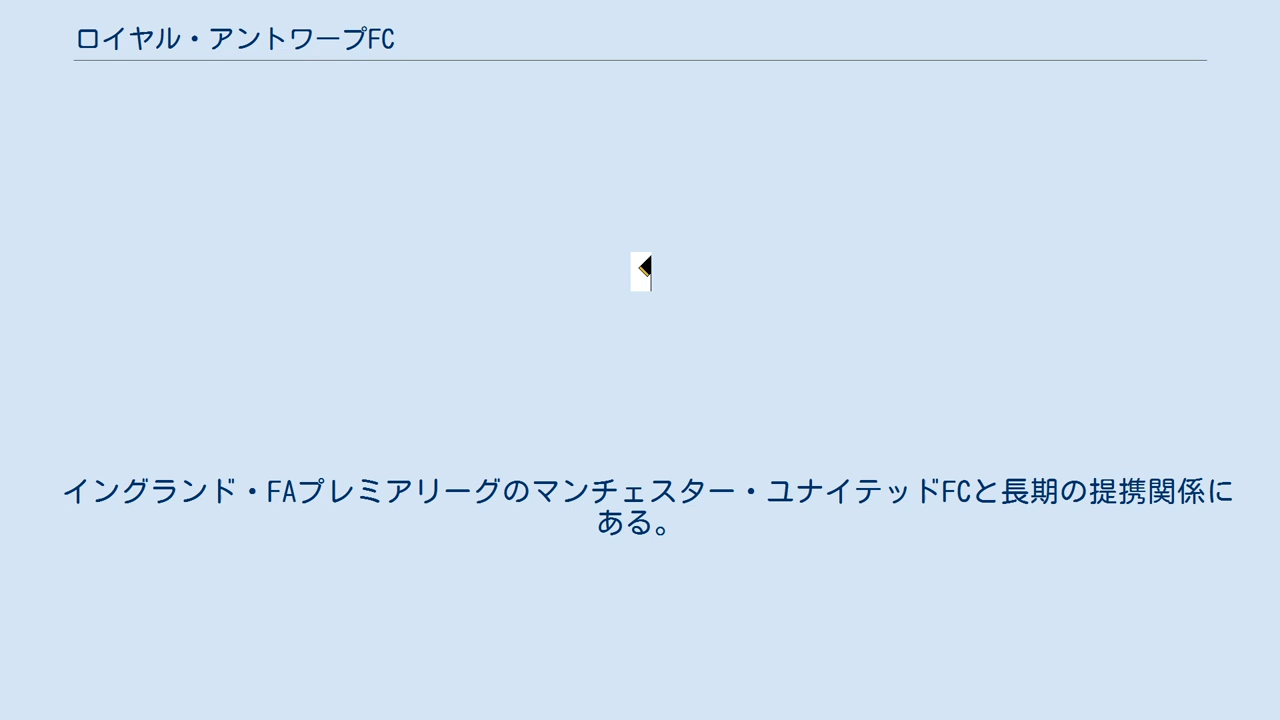 ロイヤル・アントワープFC
イングランド・FAプレミアリーグのマンチェスター・ユナイテッドFCと長期の提携関係に
ある。